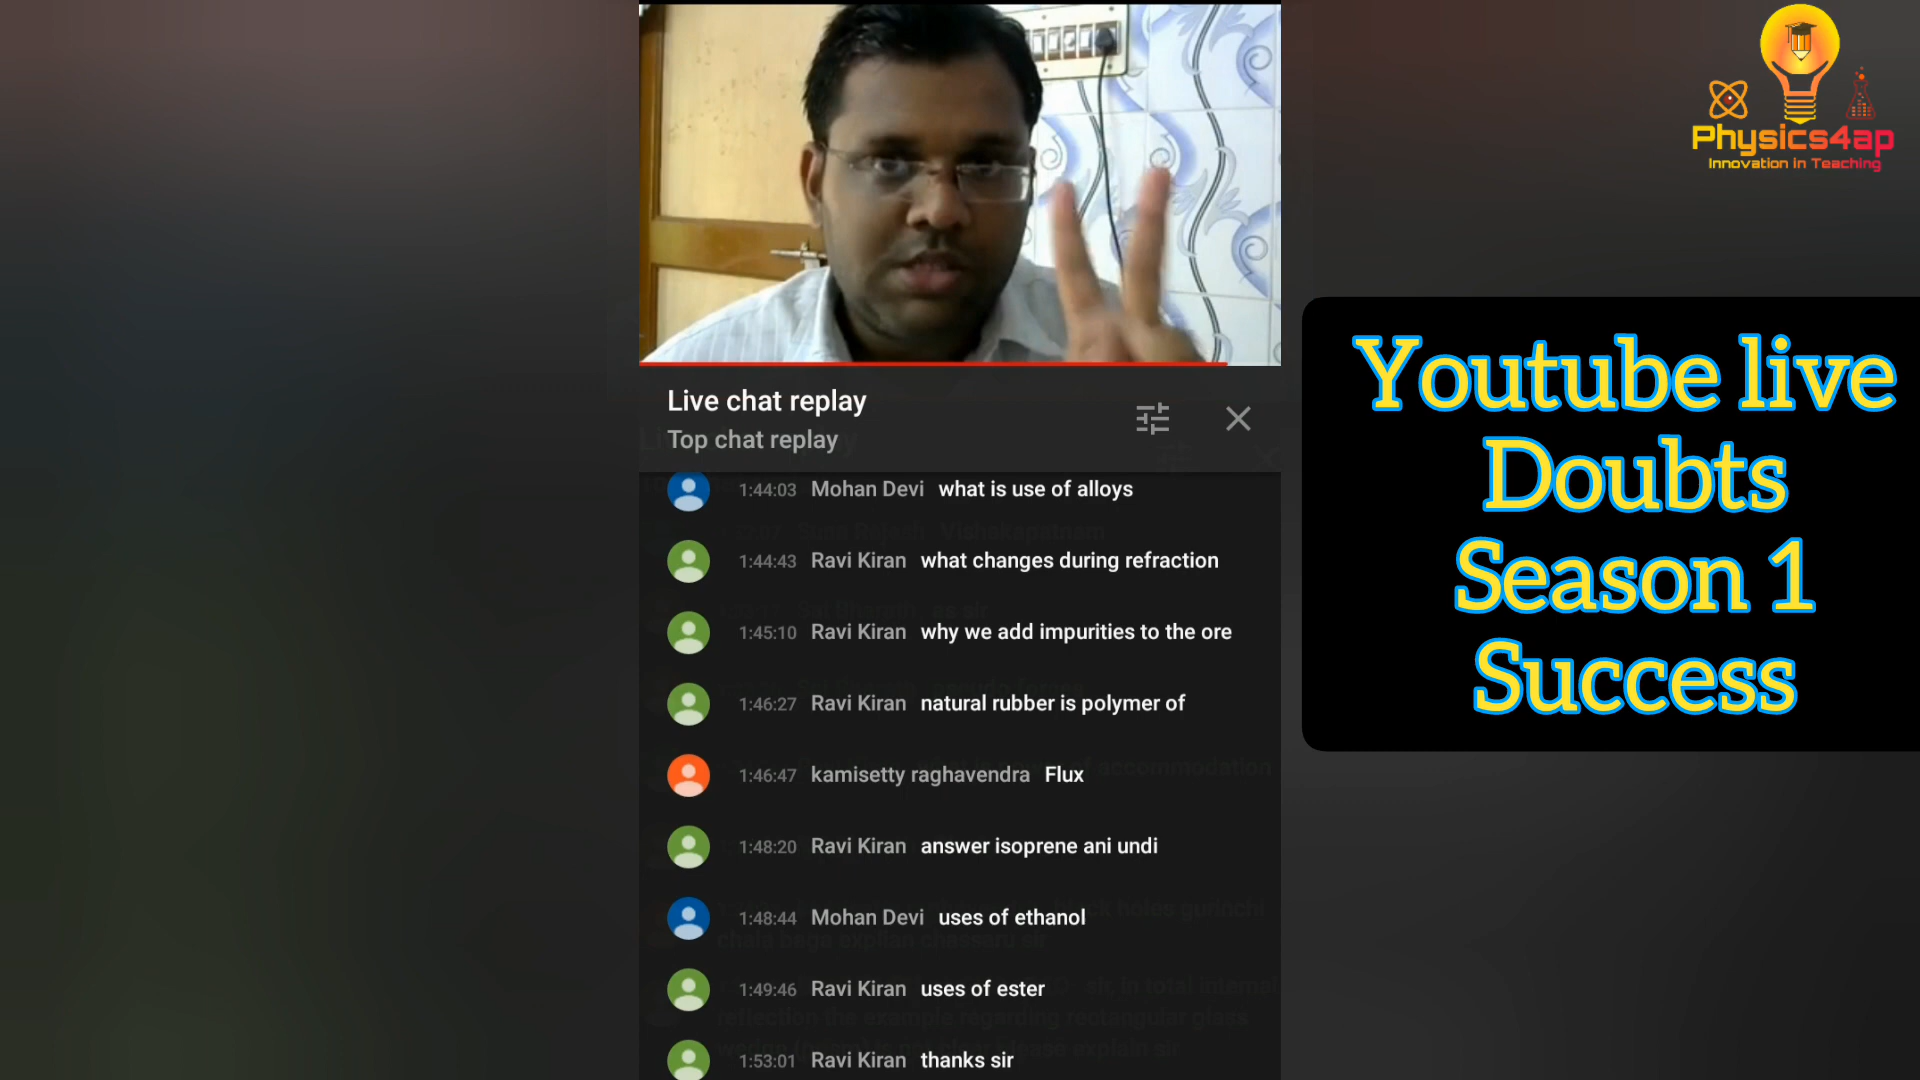 Physics4ap
Innovation in Teaching
Youtube live
Doubts
Season 1
Success
Live chat replay
Top chat replay
1:44:03 Mohan Devi what is use of alloys
1:44:43 Ravi Kiran what changes during refraction
1:45:10 Ravi Kiran why we add impurities to the ore
1:46:27 Ravi Kiran natural rubber is polymer of
1:46:47 kamisetty raghavendra Flux
1:48:20 Ravi Kiran answer isoprene ani undi
1:48:44 Mohan Devi uses of ethanol
1:49:46 Ravi Kiran uses of ester
1:53:01 Ravi Kiran thanks sir